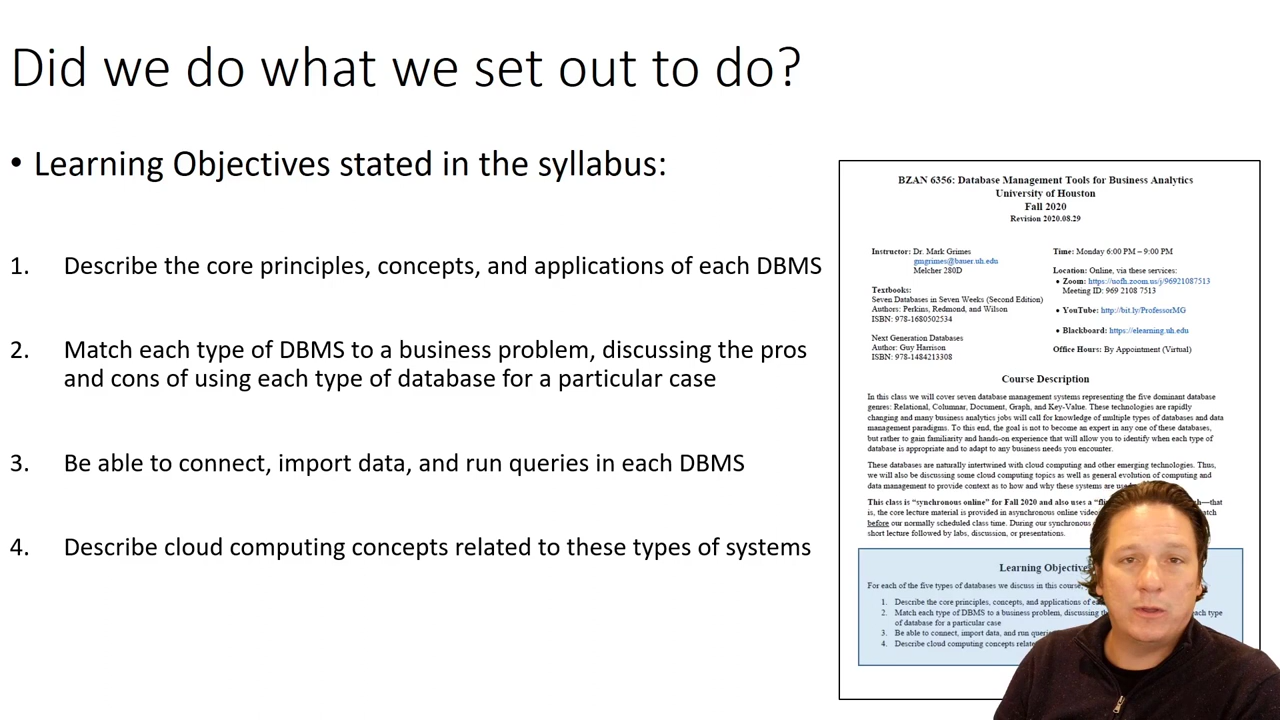 Did we do what we set out to do?
• Learning Objectives stated in the syllabus:
1. Describe the core principles, concepts, and applications of each DBMS
2. Match each type of DBMS to a business problem, discussing the pros
and cons of using each type of database for a particular case
3. Be able to connect, import data, and run queries in each DBMS
4. Describe cloud computing concepts related to these types of systems
BZAN 6356: Database Management Tools for Business Analytics
University of Houston
Fall 2020
Revision 2020.08.29
Instructor: Dr. Mark Grimes
gmgrimes@bauer.uh.edu
Melcher 280D
Textbooks:
Seven Databases in Seven Weeks (Second Edition)
Authors: Perkins, Redmond, and Wilson
ISBN: 978-1680502534
Next Generation Databases
Author: Guy Harrison
ISBN: 978-1484213308
Time: Monday 6:00 PM – 9:00 PM
Location: Online, via these services:
• Zoom: https://uofh.zoom.us/j/96921087513
Meeting ID: 969 2108 7513
• YouTube: http://bit.ly/ProfessorMG
• Blackboard: https://elearning.uh.edu
Office Hours: By Appointment (Virtual)
Course Description
In this class we will cover seven database management systems representing the five dominant database
genres: Relational, Columnar, Document, Graph, and Key-Value. These technologies are rapidly
changing and many business analytics jobs will call for knowledge of multiple types of databases and data
management paradigms. To this end, the goal is not to become an expert in any one of these databases,
but rather to gain familiarity and hands-on experience that will allow you to identify when each type of
database is appropriate and to adapt to any business needs you encounter.
These databases are naturally intertwined with cloud computing and other emerging technologies. Thus,
we will also be discussing some cloud computing topics as well as general evolution of computing and
data management to provide context as to how and why these systems are
This class is “synchronous online” for Fall 2020 and also uses a —that
is, the core lecture material is provided in asynchronous online
before our normally scheduled class time. During our synchronous
short lecture followed by labs, discussion, or presentations.
Learning
For each of the five types of databases we discuss in this course
1. Describe the core principles, concepts, and applications of
2. Match each type of DBMS to a business problem, discussing each type
of database for a particular case
3. Be able to connect, import data, and run
4. Describe cloud computing concepts